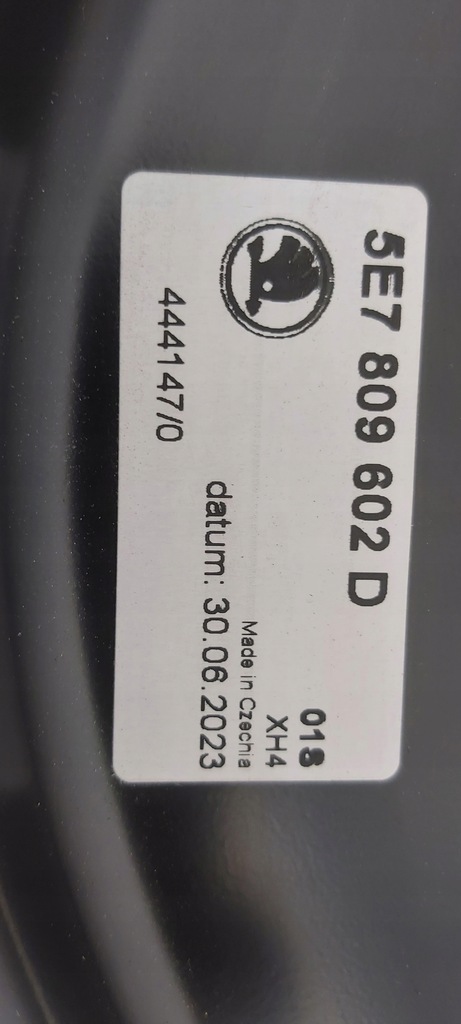 5E7 809 602 D
018
XH4
Made in Czechia
datum: 30.06.2023
444147/0